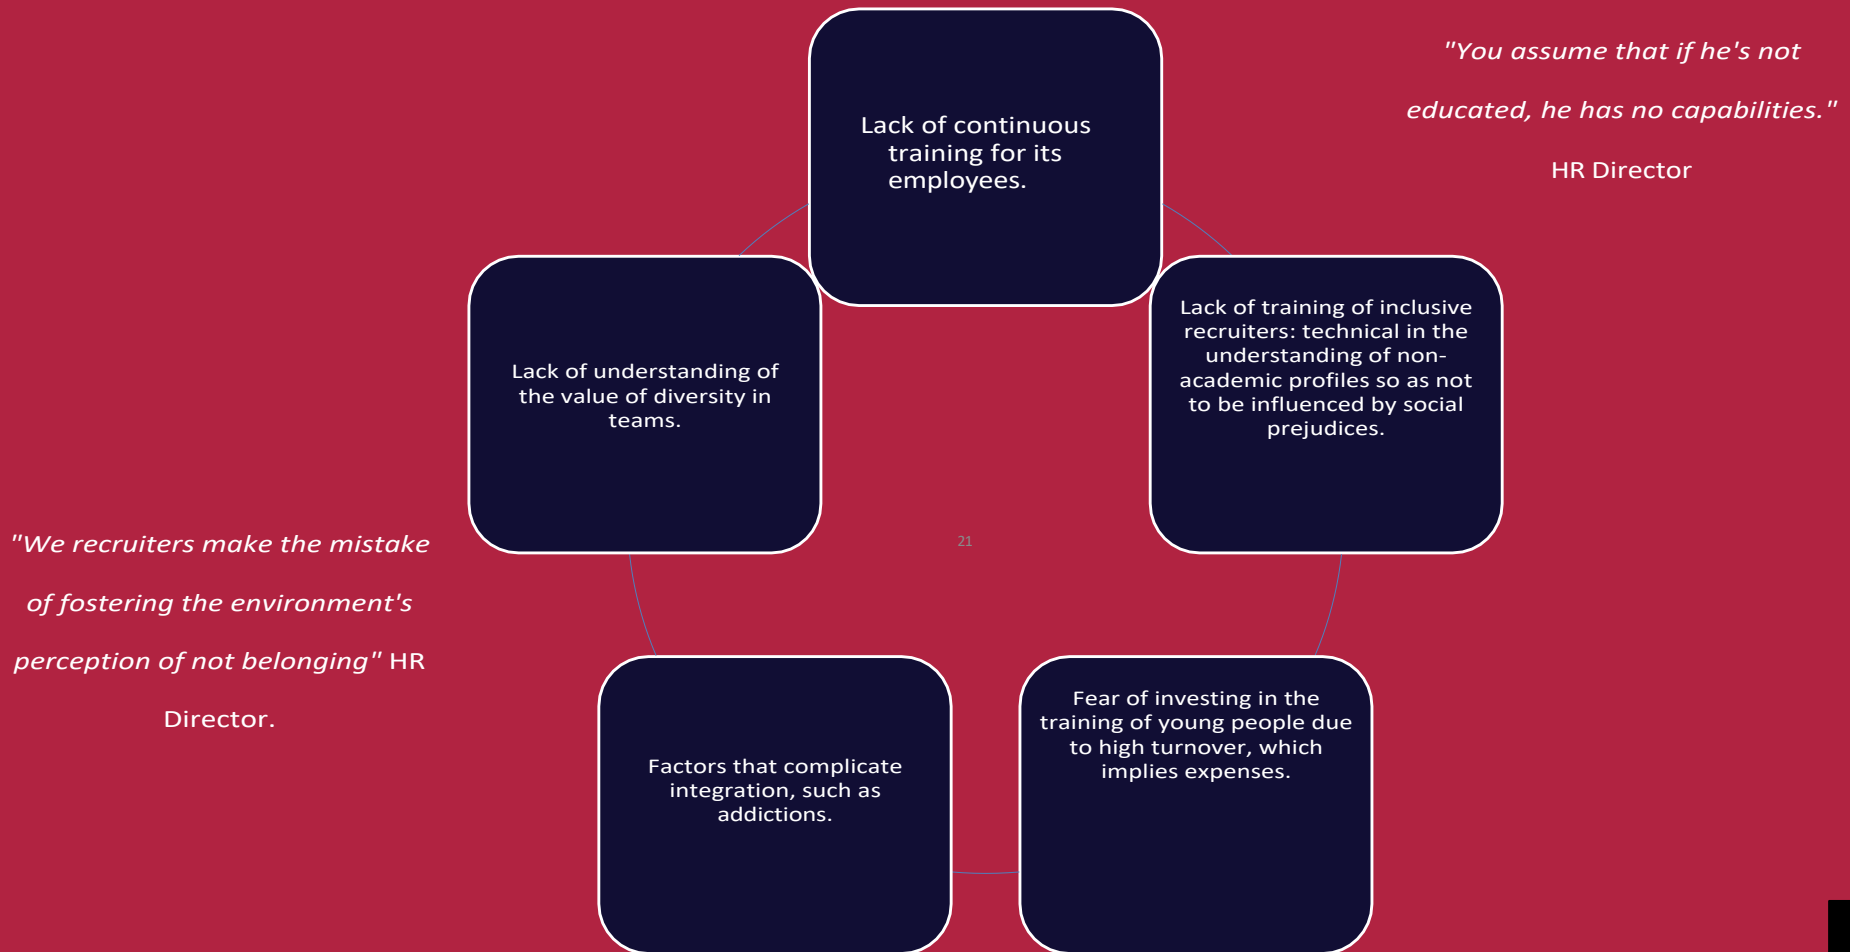 Lack of continuous
training for its
employees.
"You assume that if he's not
educated, he has no capabilities."
HR Director
Lack of understanding of
the value of diversity in
teams.
Lack of training of inclusive
recruiters: technical in the
understanding of non-
academic profiles so as not
to be influenced by social
prejudices.
"We recruiters make the mistake
of fostering the environment's
perception of not belonging" HR
Director.
21
Factors that complicate
integration, such as
addictions.
Fear of investing in the
training of young people due
to high turnover, which
implies expenses.